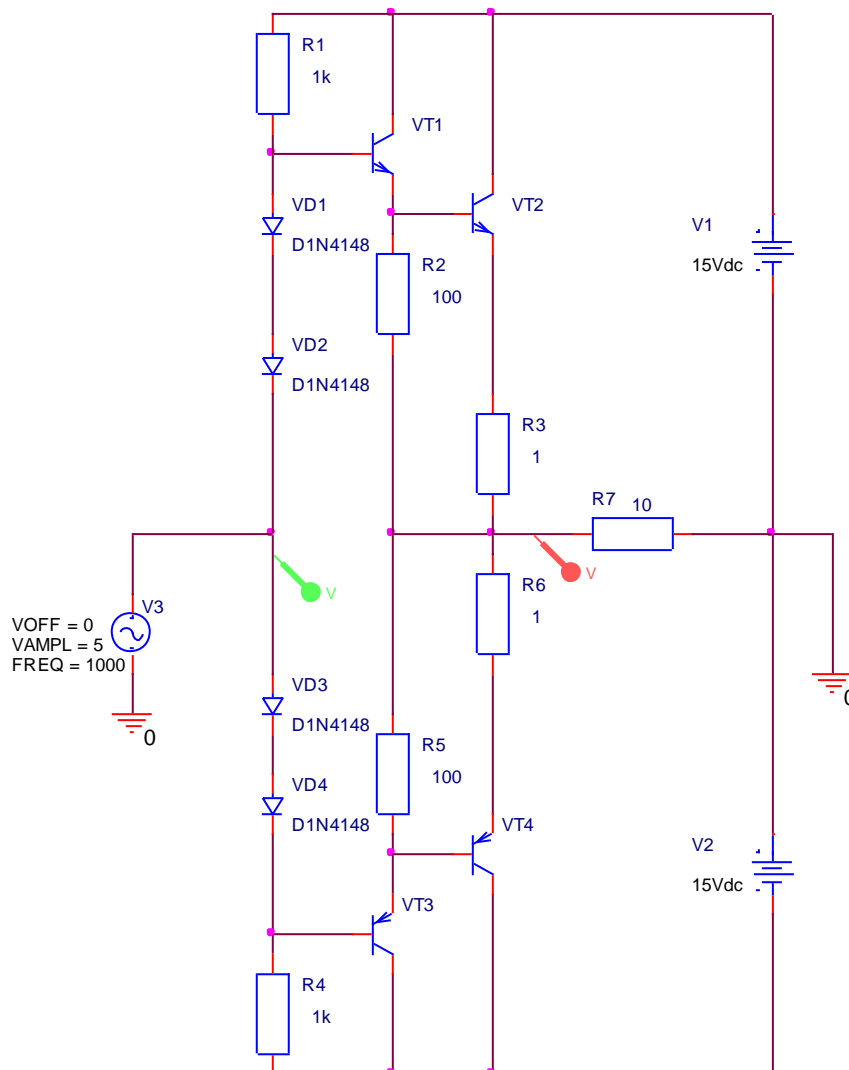 R1
1k
VT1
VD1
D1N4148
VT2
V1
15Vdc
R2
100
VD2
D1N4148
R3
1
R7 10
V
V
R6
1
V3
VOFF = 0
VAMPL = 5
FREQ = 1000
0
0
VD3
D1N4148
R5
100
VD4
D1N4148
VT4
V2
15Vdc
VT3
R4
1k